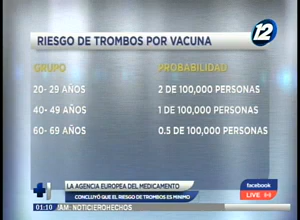 12
RIESGO DE TROMBOS POR VACUNA
GRUPO PROBABILIDAD
20- 29 AÑOS 2 DE 100,000 PERSONAS
40- 49 AÑOS 1 DE 100,000 PERSONAS
60- 69 AÑOS 0.5 DE 100,000 PERSONAS
LA AGENCIA EUROPEA DEL MEDICAMENTO
CONCLUYÓ QUE EL RIESGO DE TROMBOS ES MÍNIMO
facebook
LIVE
01:10 AM- NOTICIEROHECHOS